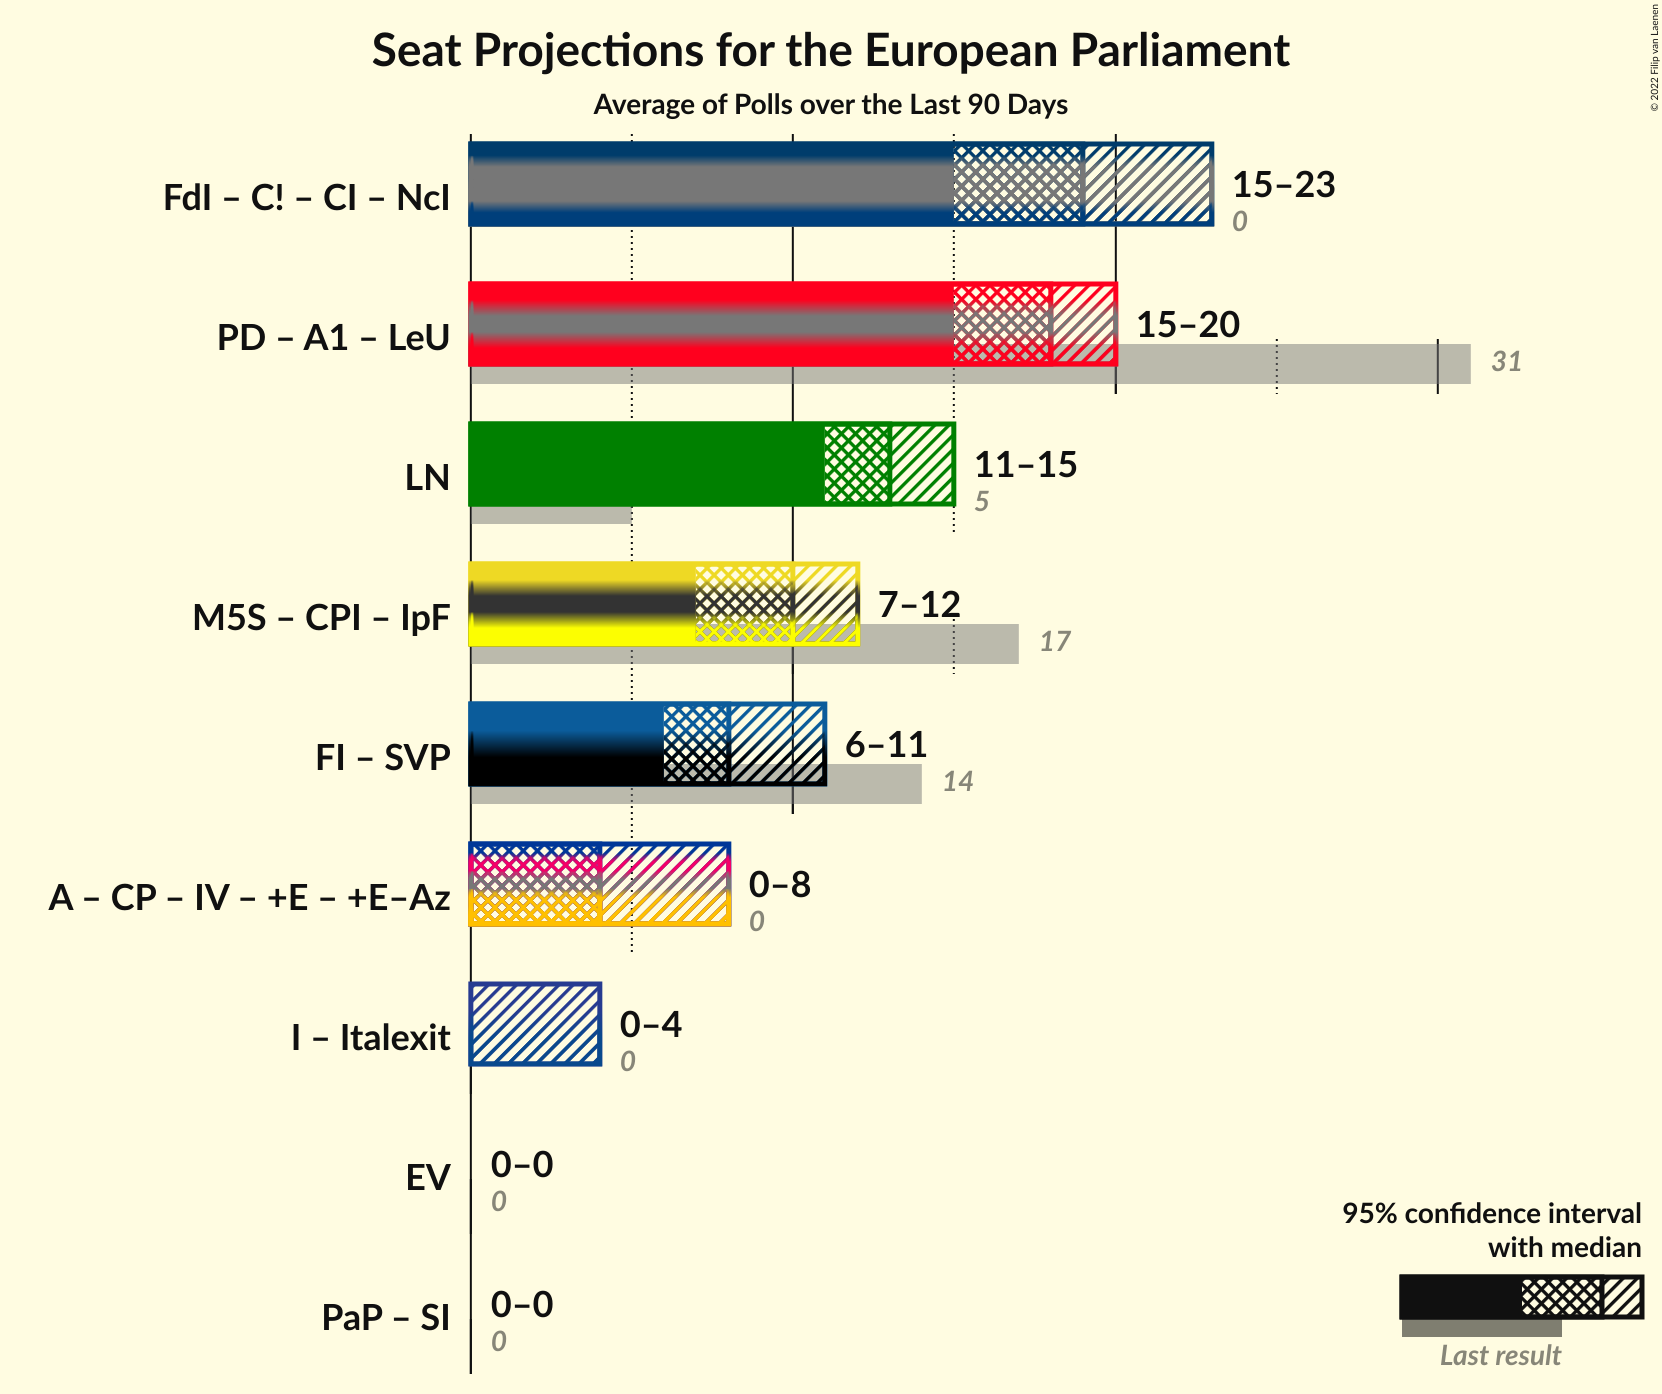 Seat Projections for the European Parliament
Average of Polls over the Last 90 Days
© 2022 Filip van Laenen
FdI – C! – CI – NcI
15–23
0
PD – A1 – LeU
15–20
31
LN
11–15
5
M5S – CPI – IpF
7–12
17
FI – SVP
6–11
14
A – CP – IV – +E – +E–Az
0–8
0
I – Italexit
0–4
0
EV
0–0
0
PaP – SI
0–0
0
95% confidence interval
with median
Last result